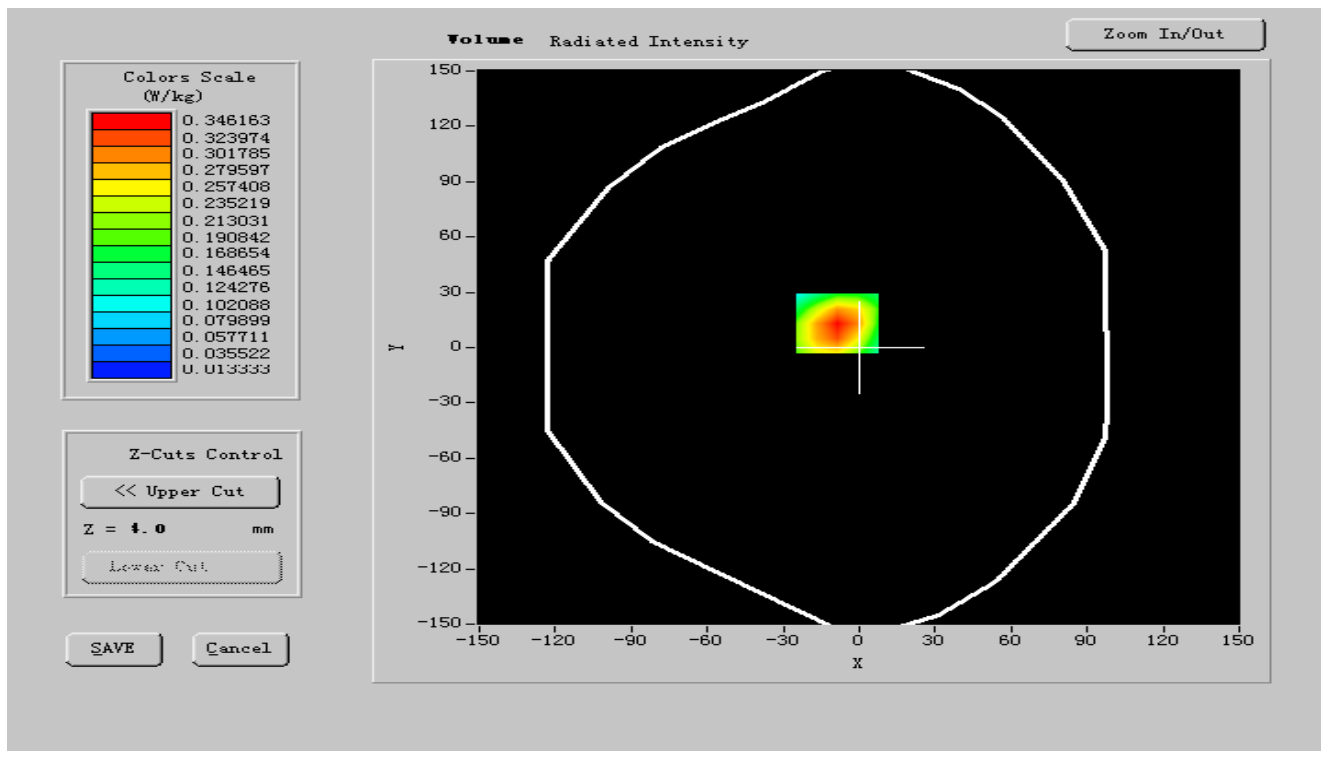 Volume Radiated Intensity
Zoom In/Out
Colors Scale
(W/kg)
0.346163
0.323974
0.301785
0.279597
0.257408
0.235219
0.213031
0.190842
0.168654
0.146465
0.124276
0.102088
0.079899
0.057711
0.035522
0.013333
Z-Cuts Control
<< Upper Cut
Z = 4.0 mm
Lower Cut
SAVE
Cancel
150
120
90
60
30
0
-30
-60
-90
-120
-150
Y
-150 -120 -90 -60 -30 0 30 60 90 120 150
X